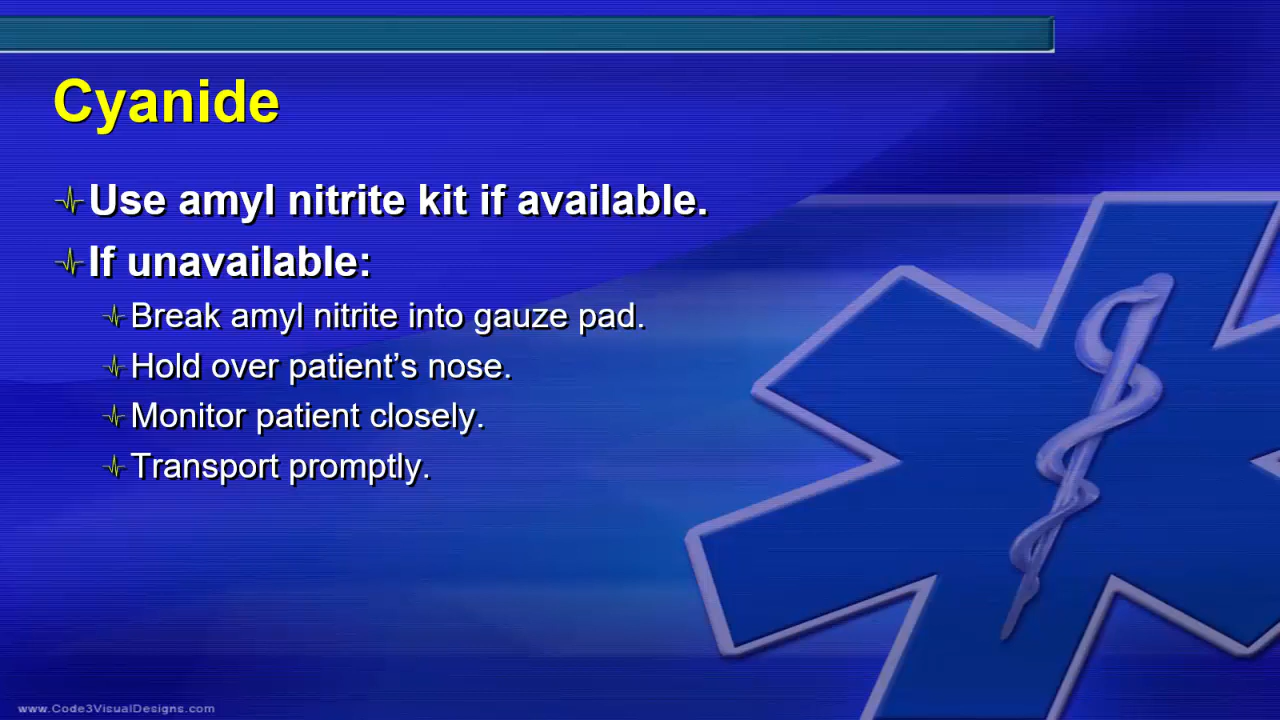 Cyanide
Use amyl nitrite kit if available.
If unavailable:
Break amyl nitrite into gauze pad.
Hold over patient’s nose.
Monitor patient closely.
Transport promptly.
www.Code3VisualDesigns.com